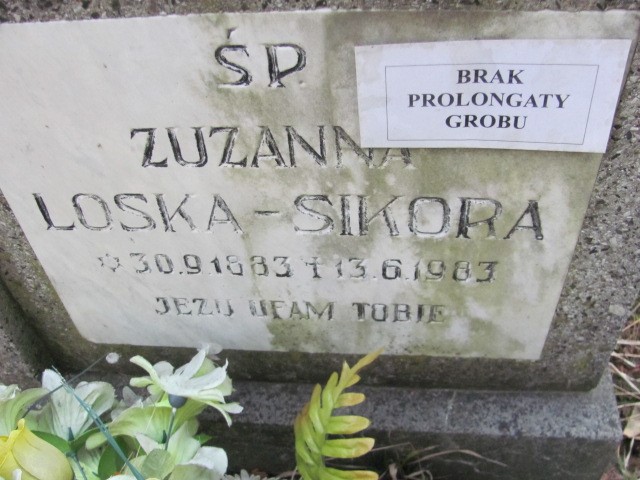 ŚP.
BRAK
PROLONGATY
GROBU
ZUZANNA
LOSKA-SIKORA
☆30.9.1883 ✝13.6.1983
JEZU UFAM TOBIE